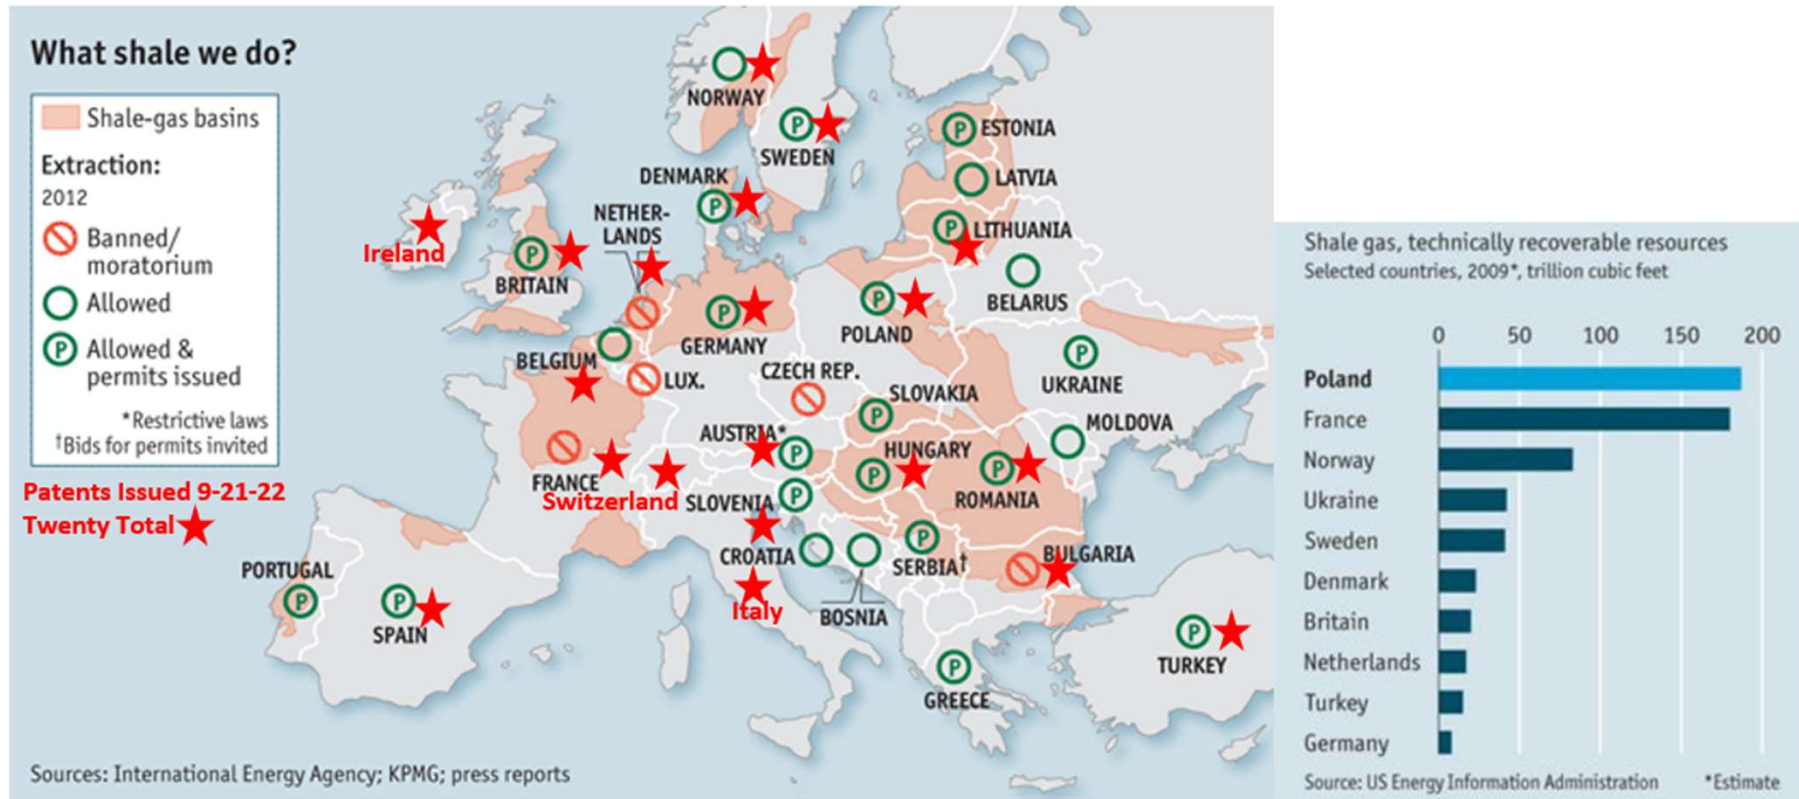 What shale we do?
Shale-gas basins
Extraction:
2012
Banned/
moratorium
Allowed
P Allowed &
permits issued
*Restrictive laws
†Bids for permits invited
Patents Issued 9-21-22
Twenty Total
NORWAY
P
SWEDEN
P ESTONIA
LATVIA
DENMARK
P
P
LITHUANIA
NETHER-
LANDS
Ireland
P
BRITAIN
BELARUS
P
GERMANY
P
POLAND
BELGIUM
LUX.
CZECH REP.
P
UKRAINE
SLOVAKIA
P
MOLDOVA
AUSTRIA*
P
HUNGARY
P
P
ROMANIA
FRANCE
Switzerland
SLOVENIA
P
CROATIA
BOSNIA
P
SERBIA†
BULGARIA
Italy
PORTUGAL
P
P
SPAIN
P
TURKEY
P
GREECE
Sources: International Energy Agency; KPMG; press reports
Shale gas, technically recoverable resources
Selected countries, 2009*, trillion cubic feet
0 50 100 150 200
Poland
France
Norway
Ukraine
Sweden
Denmark
Britain
Netherlands
Turkey
Germany
Source: US Energy Information Administration *Estimate